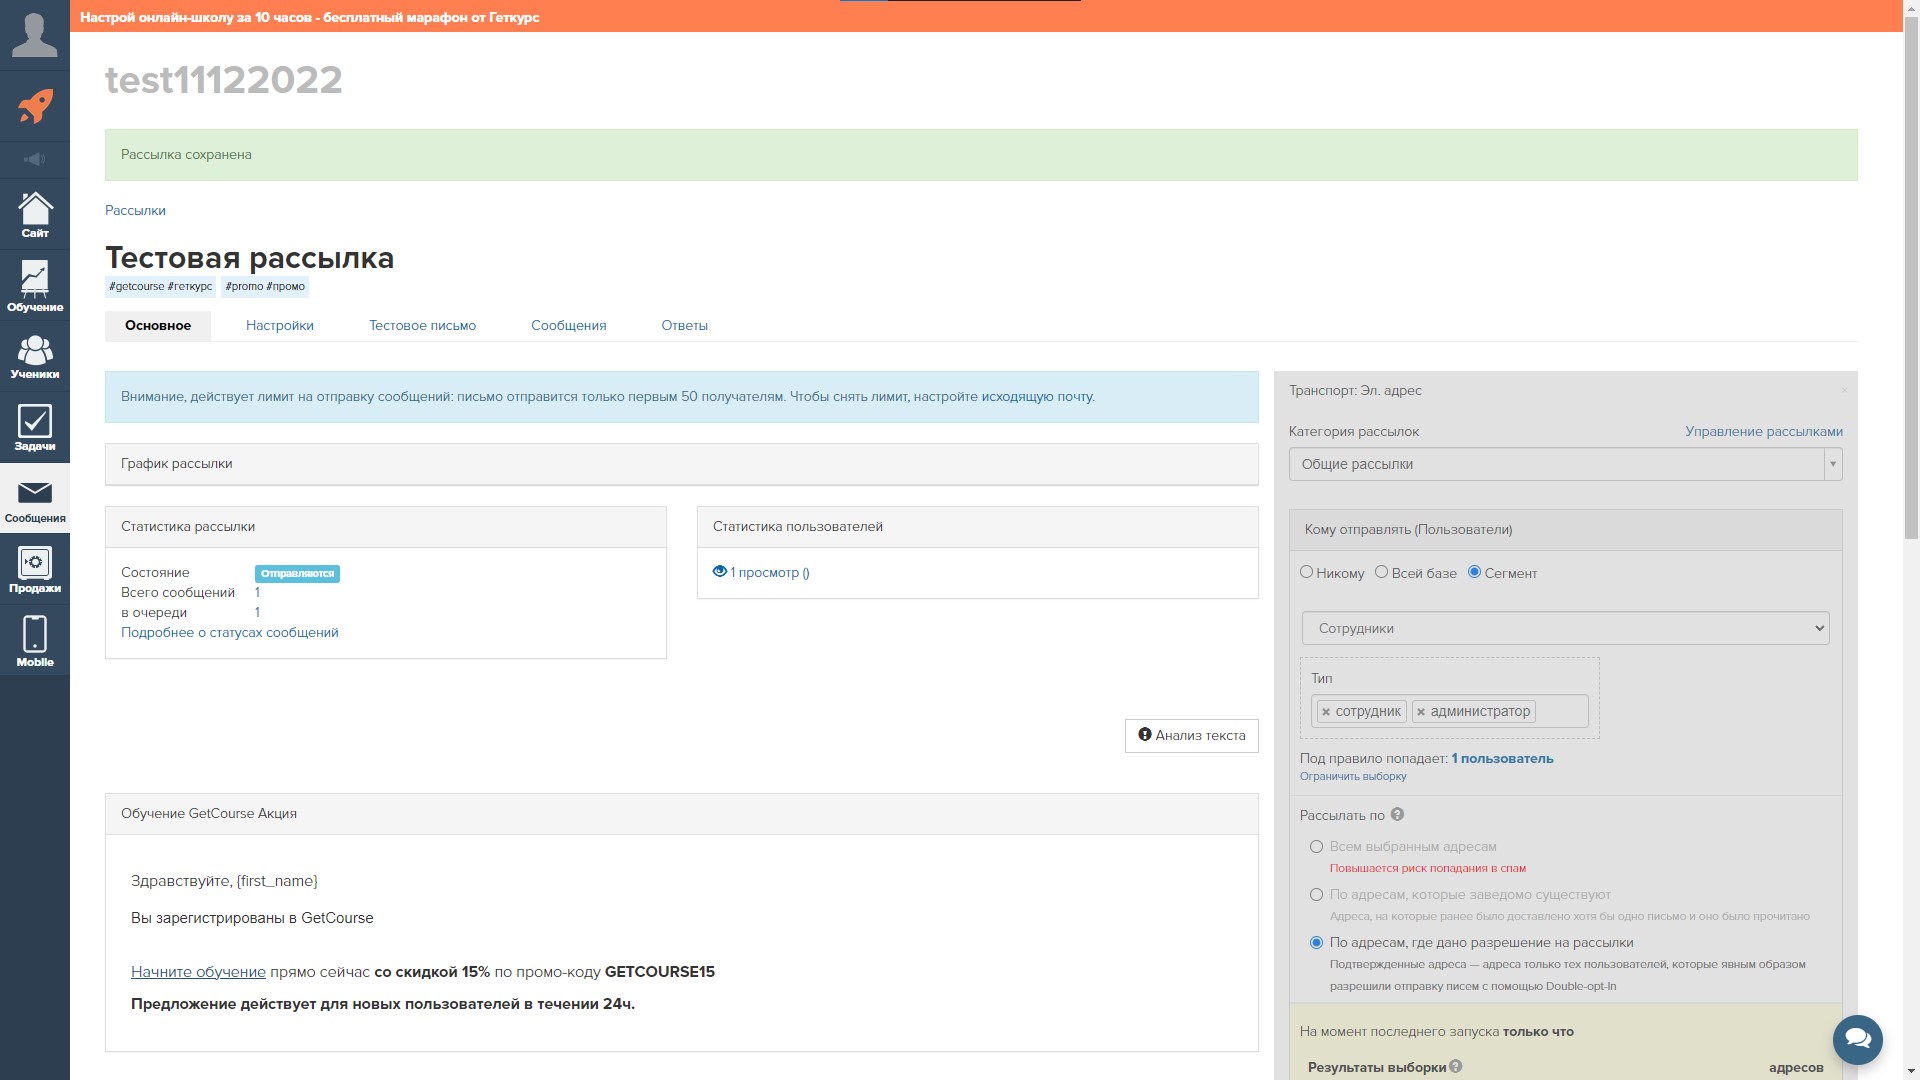 Настрой онлайн-школу за 10 часов - бесплатный марафон от Геткурс
test11122022
Рассылка сохранена
Рассылки
Тестовая рассылка
#getcourse #геткурс #promo #промо
Основное Настройки Тестовое письмо Сообщения Ответы
Сайт
Обучение
Ученики
Задачи
Сообщения
Продажи
Mobile
Внимание, действует лимит на отправку сообщений: письмо отправится только первым 50 получателям. Чтобы снять лимит, настройте исходящую почту.
График рассылки
Статистика рассылки
Состояние Отправляются
Всего сообщений 1
в очереди 1
Подробнее о статусах сообщений
Статистика пользователей
1 просмотр ()
Анализ текста
Обучение GetCourse Акция
Здравствуйте, {first_name}
Вы зарегистрированы в GetCourse
Начните обучение прямо сейчас со скидкой 15% по промо-коду GETCOURSE15
Предложение действует для новых пользователей в течении 24ч.
Транспорт: Эл. адрес
Категория рассылок Управление рассылками
Общие рассылки
Кому отправлять (Пользователи)
Никому Всей базе Сегмент
Сотрудники
Тип
× сотрудник × администратор
Под правило попадает: 1 пользователь
Ограничить выборку
Рассылать по ?
Всем выбранным адресам
Повышается риск попадания в спам
По адресам, которые заведомо существуют
Адреса, на которые ранее было доставлено хотя бы одно письмо и оно было прочитано
По адресам, где дано разрешение на рассылки
Подтвержденные адреса — адреса только тех пользователей, которые явным образом
разрешили отправку писем с помощью Double-opt-In
На момент последнего запуска только что
Результаты выборки ? адресов